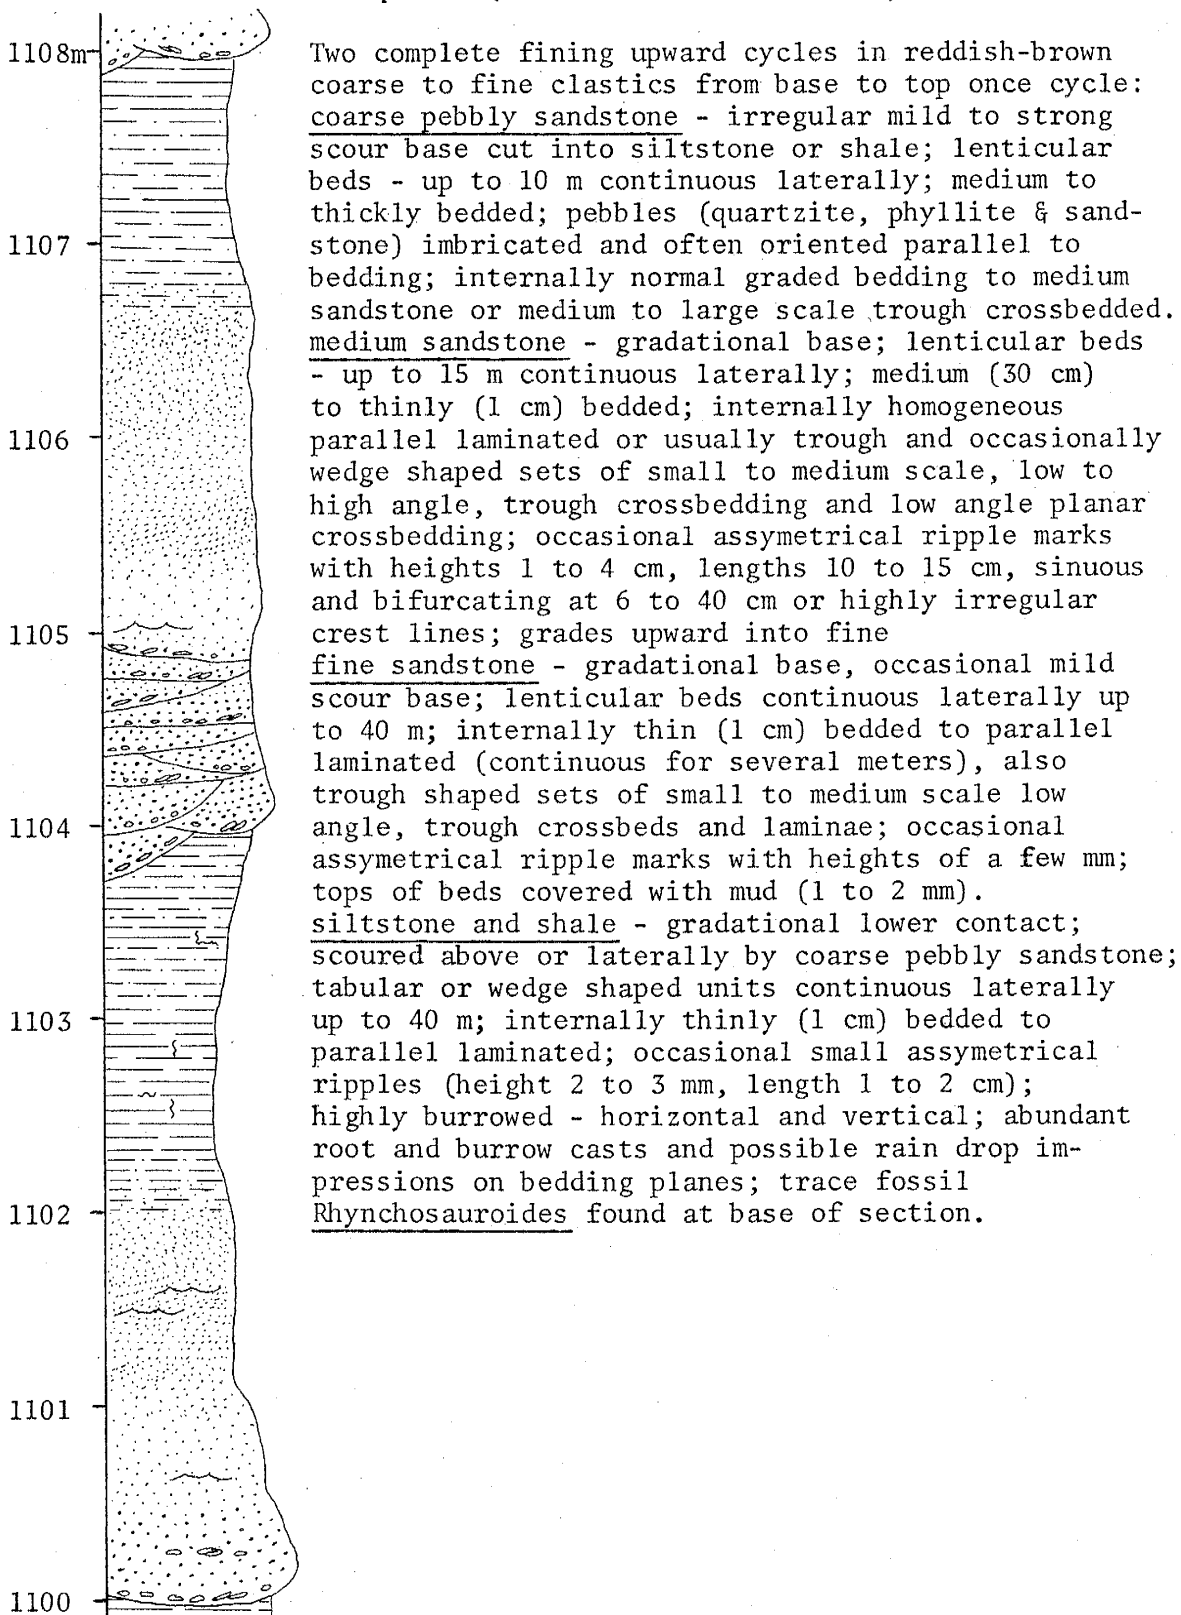 1108m
Two complete fining upward cycles in reddish-brown
coarse to fine clastics from base to top once cycle:
coarse pebbly sandstone - irregular mild to strong
scour base cut into siltstone or shale; lenticular
beds - up to 10 m continuous laterally; medium to
thickly bedded; pebbles (quartzite, phyllite & sand-
stone) imbricated and often oriented parallel to
bedding; internally normal graded bedding to medium
sandstone or medium to large scale trough crossbedded.
medium sandstone - gradational base; lenticular beds
- up to 15 m continuous laterally; medium (30 cm)
to thinly (1 cm) bedded; internally homogeneous
parallel laminated or usually trough and occasionally
wedge shaped sets of small to medium scale, low to
high angle, trough crossbedding and low angle planar
crossbedding; occasional assymetrical ripple marks
with heights 1 to 4 cm, lengths 10 to 15 cm, sinuous
and bifurcating at 6 to 40 cm or highly irregular
crest lines; grades upward into fine
fine sandstone - gradational base, occasional mild
scour base; lenticular beds continuous laterally up
to 40 m; internally thin (1 cm) bedded to parallel
laminated (continuous for several meters), also
trough shaped sets of small to medium scale low
angle, trough crossbeds and laminae; occasional
assymetrical ripple marks with heights of a few mm;
tops of beds covered with mud (1 to 2 mm).
siltstone and shale - gradational lower contact;
scoured above or laterally by coarse pebbly sandstone;
tabular or wedge shaped units continuous laterally
up to 40 m; internally thinly (1 cm) bedded to
parallel laminated; occasional small assymetrical
ripples (height 2 to 3 mm, length 1 to 2 cm);
highly burrowed - horizontal and vertical; abundant
root and burrow casts and possible rain drop im-
pressions on bedding planes; trace fossil
Rhynchosauroides found at base of section.
1107
1106
1105
1104
1103
1102
1101
1100